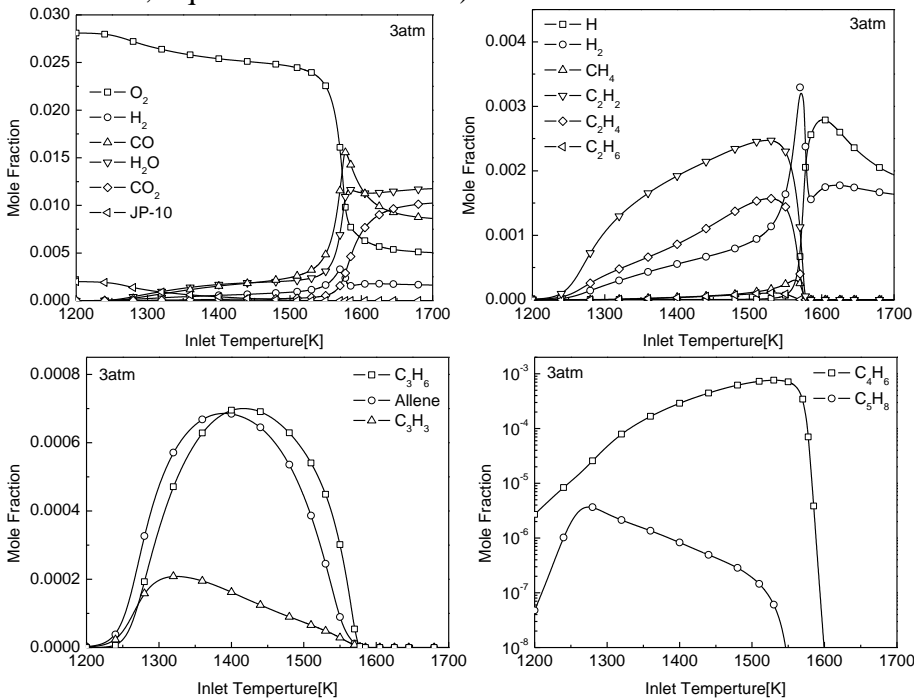 0.030
0.025
0.020
0.015
0.010
0.005
0.000
Mole Fraction
3atm
O2
H2
CO
H2O
CO2
JP-10
1200 1300 1400 1500 1600 1700
Inlet Temperture[K]
0.004
0.003
0.002
0.001
0.000
Mole Fraction
3atm
H
H2
CH4
C2H2
C2H4
C2H6
1200 1300 1400 1500 1600 1700
Inlet Temperture[K]
0.0008
0.0006
0.0004
0.0002
0.0000
Mole Fraction
3atm
C3H6
Allene
C3H3
1200 1300 1400 1500 1600 1700
Inlet Temperture[K]
10-3
10-4
10-5
10-6
10-7
10-8
Mole Fraction
3atm
C4H6
C5H8
1200 1300 1400 1500 1600 1700
Inlet Temperture[K]